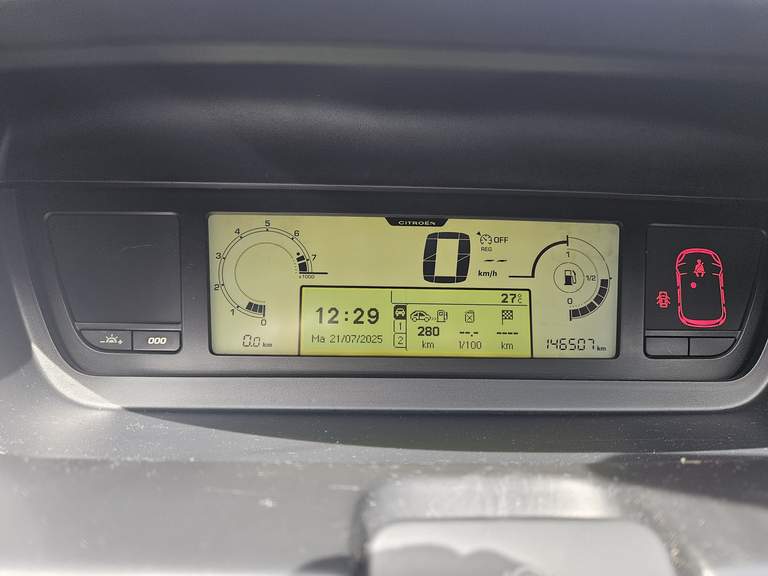 CITROËN
4 5 6 7
3
2
1
0
x1000
0
OFF
REG
--
km/h
1
1/2
0
27°C
12:29
Ma 21/07/2025
0.0 km
1
2
280
km
--.-
l/100
----
km
146507 km
000